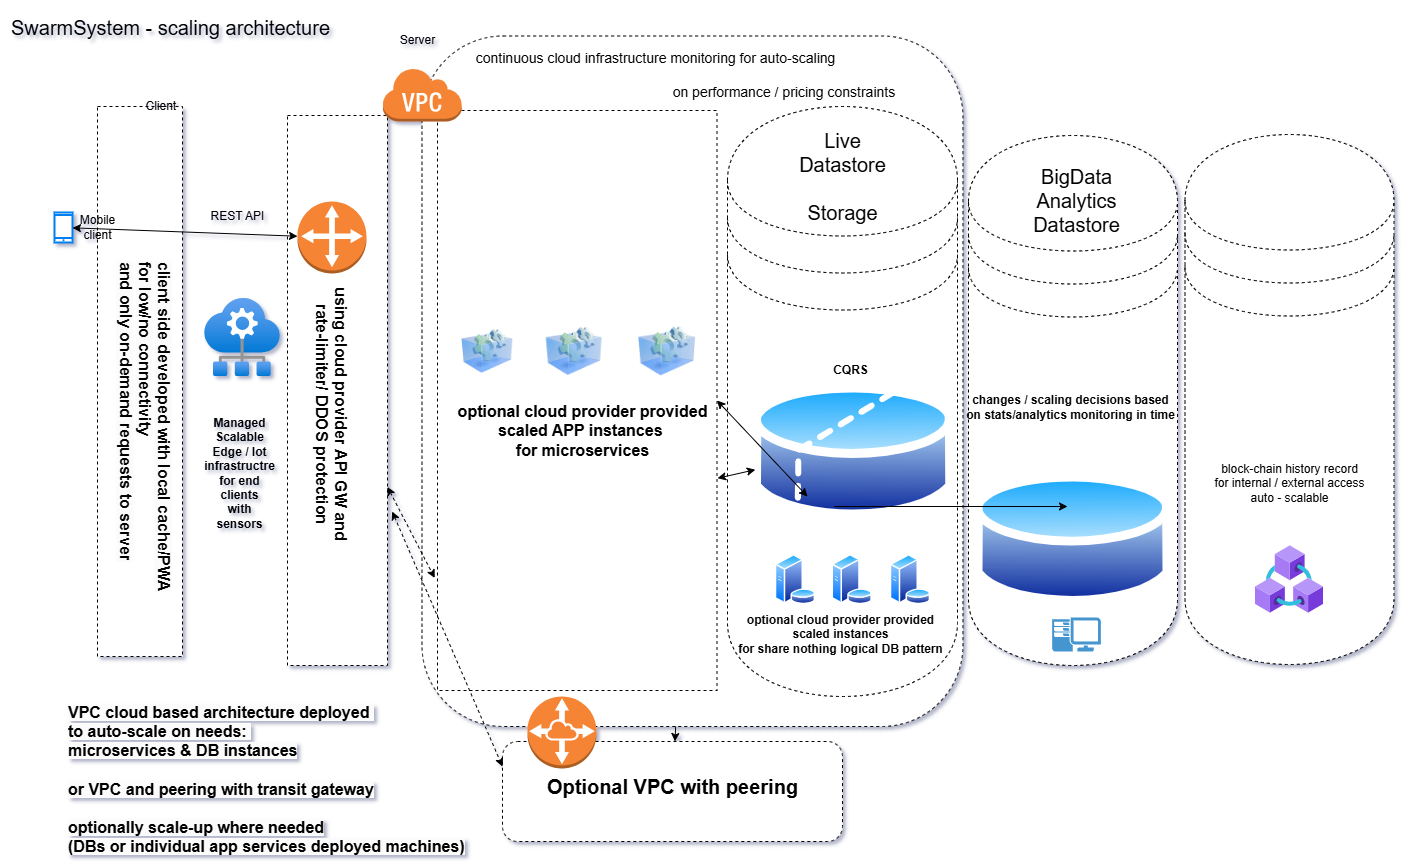 SwarmSystem - scaling architecture
Server
continuous cloud infrastructure monitoring for auto-scaling
on performance / pricing constraints
VPC
Client
Mobile
client
REST API
client side developed with local cache/PWA
for low/no connectivity
and only on-demand requests to server
Managed
Scalable
Edge / Iot
infrastructre
for end
clients
with
sensors
using cloud provider API GW and
rate-limiter/ DDOS protection
optional cloud provider provided
scaled APP instances
for microservices
Live
Datastore
Storage
CQRS
optional cloud provider provided
scaled instances
for share nothing logical DB pattern
BigData
Analytics
Datastore
changes / scaling decisions based
on stats/analytics monitoring in time
block-chain history record
for internal / external access
auto - scalable
VPC cloud based architecture deployed
to auto-scale on needs:
microservices & DB instances
or VPC and peering with transit gateway
optionally scale-up where needed
(DBs or individual app services deployed machines)
Optional VPC with peering